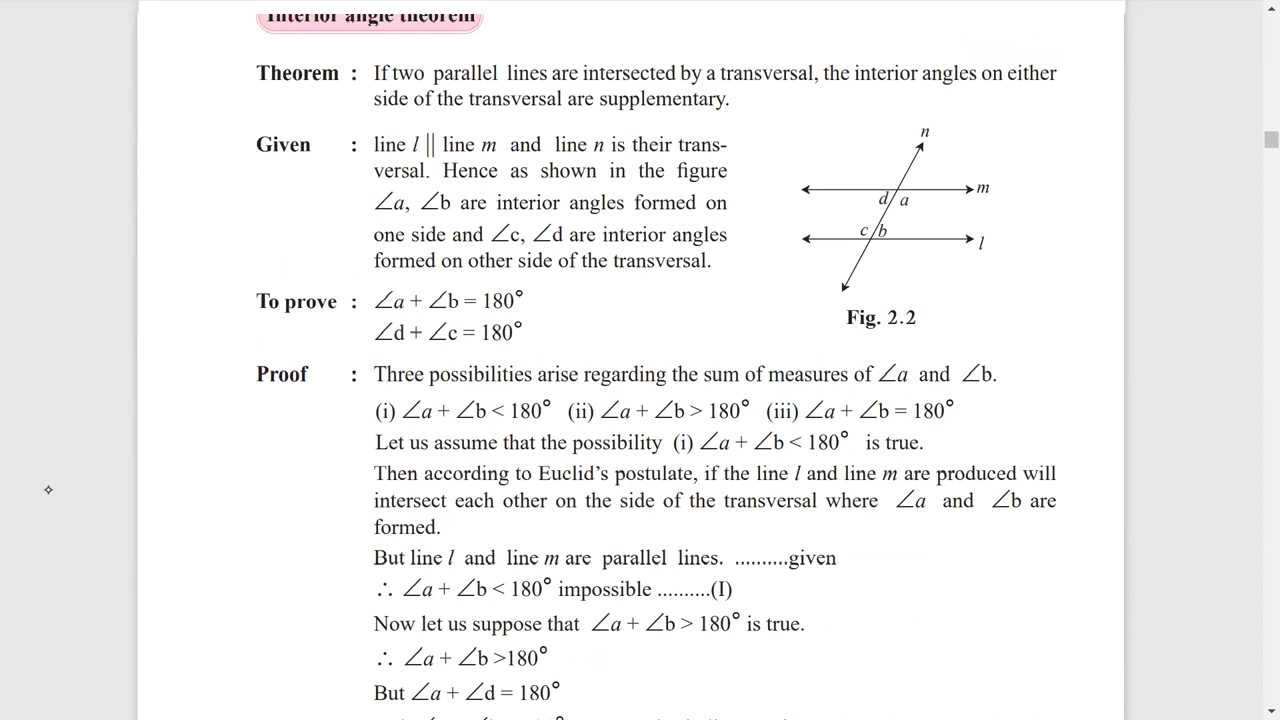 Interior angle theorem
Theorem : If two parallel lines are intersected by a transversal, the interior angles on either
side of the transversal are supplementary.
Given : line l || line m and line n is their trans-
versal. Hence as shown in the figure
∠a, ∠b are interior angles formed on
one side and ∠c, ∠d are interior angles
formed on other side of the transversal.
n
m
d a
c b
l
Fig. 2.2
To prove : ∠a + ∠b = 180°
∠d + ∠c = 180°
Proof : Three possibilities arise regarding the sum of measures of ∠a and ∠b.
(i) ∠a + ∠b < 180° (ii) ∠a + ∠b > 180° (iii) ∠a + ∠b = 180°
Let us assume that the possibility (i) ∠a + ∠b < 180° is true.
Then according to Euclid's postulate, if the line l and line m are produced will
intersect each other on the side of the transversal where ∠a and ∠b are
formed.
But line l and line m are parallel lines. ..........given
∴ ∠a + ∠b < 180° impossible ..........(I)
Now let us suppose that ∠a + ∠b > 180° is true.
∴ ∠a + ∠b >180°
But ∠a + ∠d = 180°